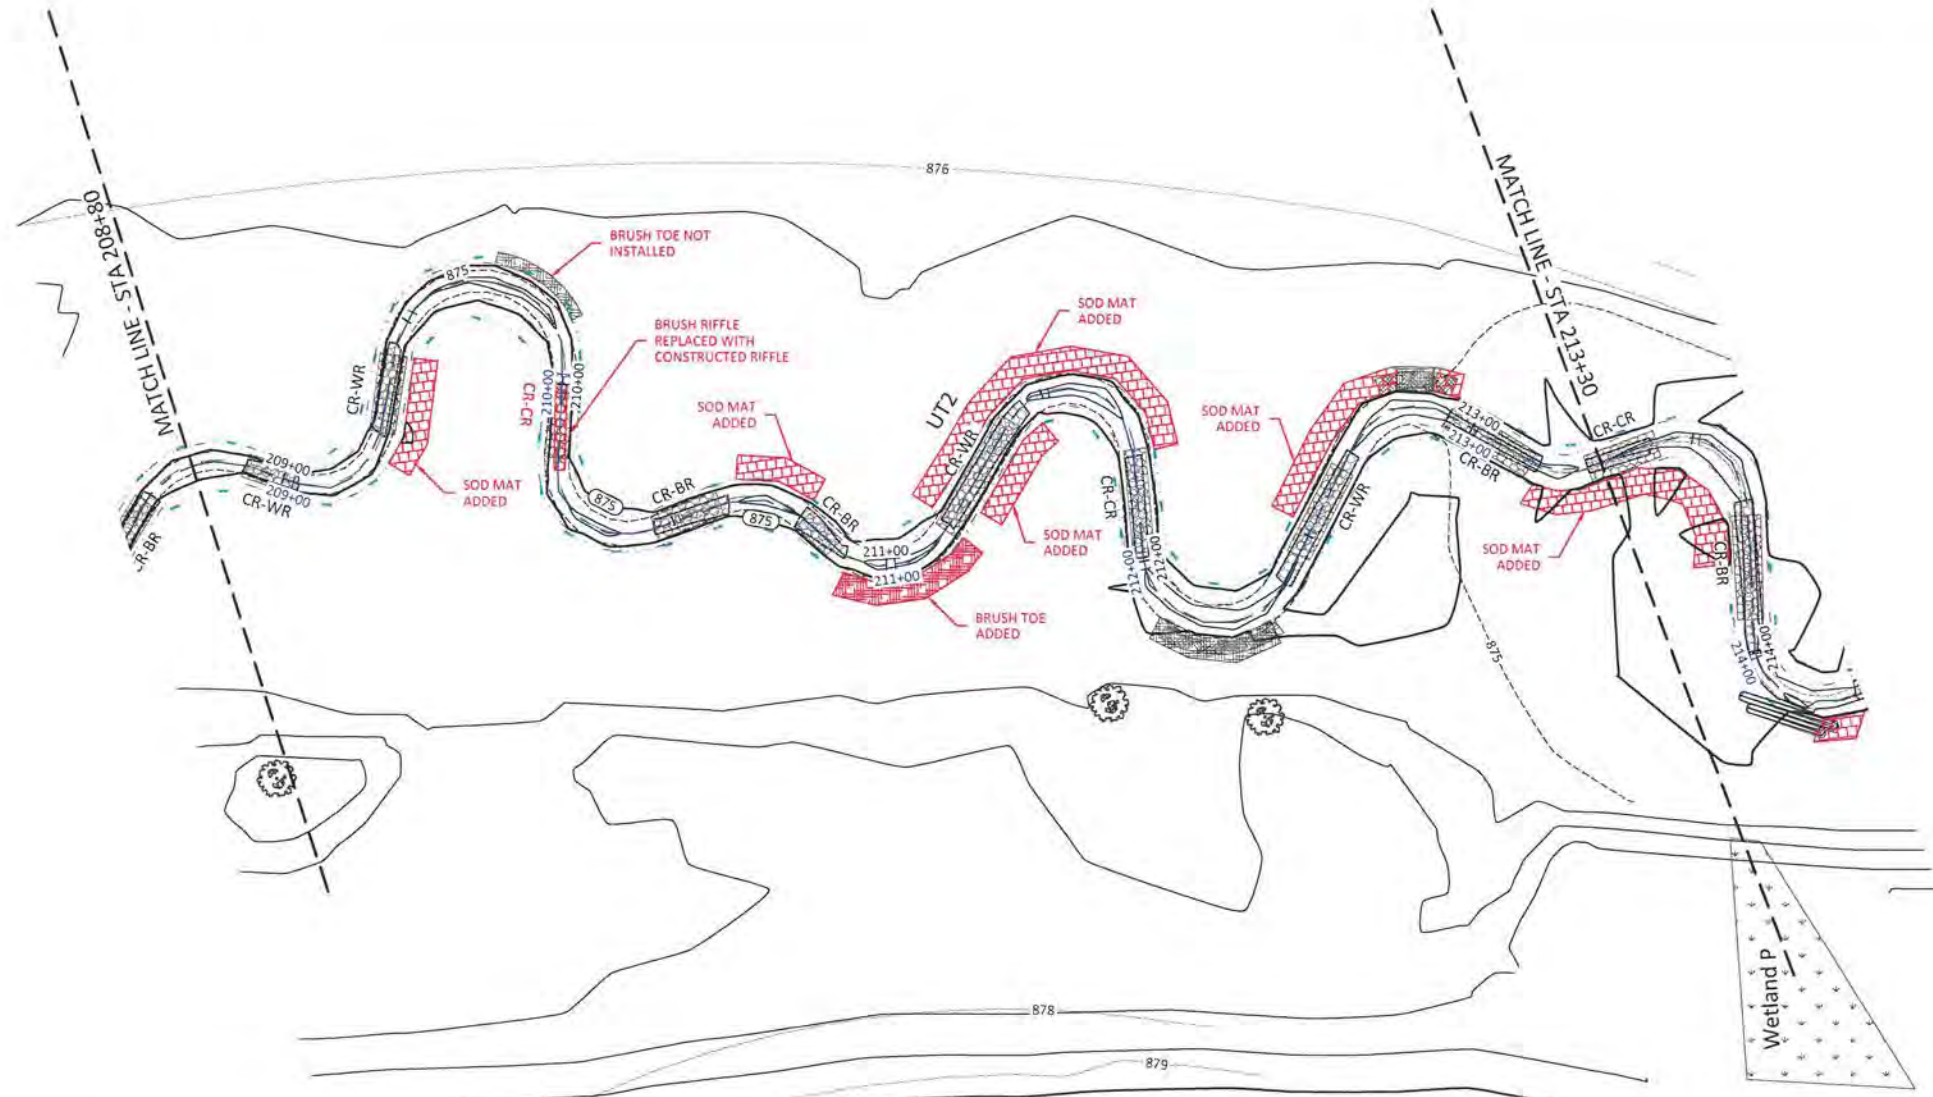 876
MATCH LINE - STA 208+80
MATCH LINE - STA 213+30
BRUSH TOE NOT
INSTALLED
875
SOD MAT
ADDED
BRUSH RIFFLE
REPLACED WITH
CONSTRUCTED RIFFLE
CR-WR
CR-CR
210+00
210+00
SOD MAT
ADDED
UT2
SOD MAT
ADDED
213+00
213+00
CR-BR
CR-CR
209+00
209+00
CR-WR
SOD MAT
ADDED
CR-WR
CR-CR
CR-WR
875
CR-BR
875
CR-BR
211+00
211+00
SOD MAT
ADDED
212+00
212+00
SOD MAT
ADDED
CR-BR
CR-BR
BRUSH TOE
ADDED
875
214+00
214+00
Wetland P
878
879